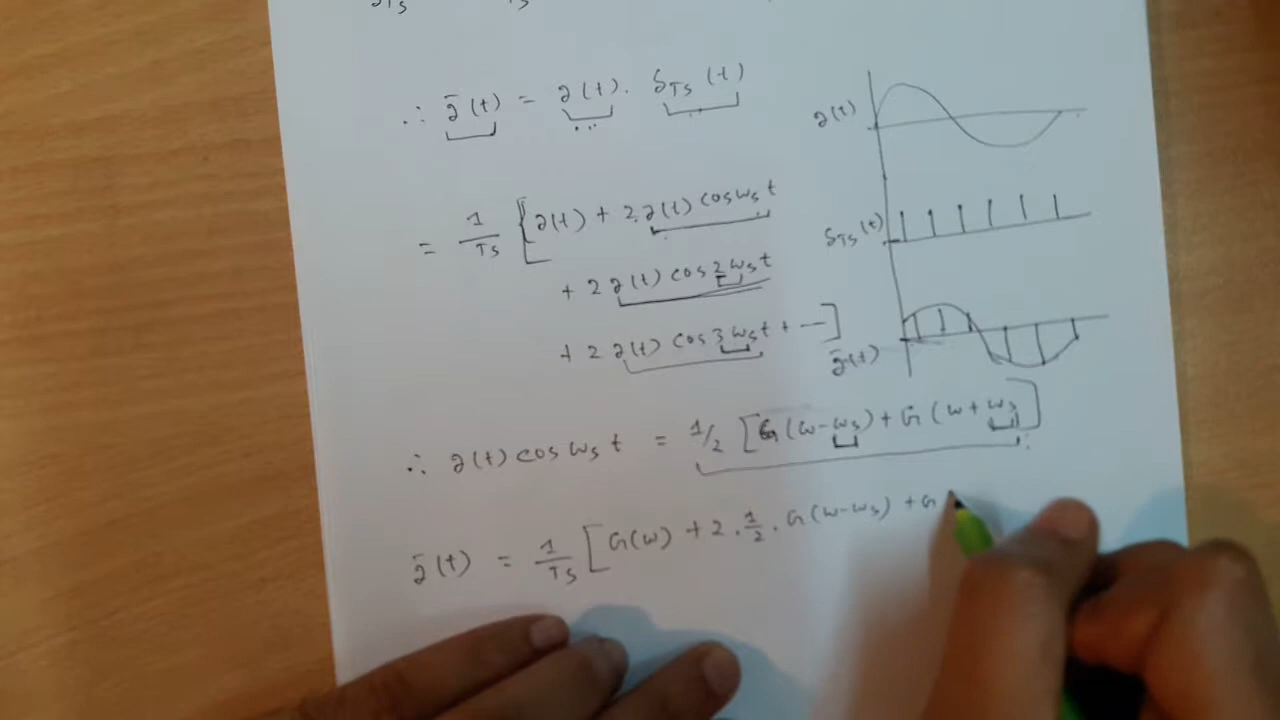 ∴ ḡ(t) = g(t). δTs (t)
g(t)
= 1/Ts [g(t) + 2 g(t) cos ωs t
δTs (t)
+ 2 g(t) cos 2 ωs t
+ 2 g(t) cos 3 ωs t + —]
ḡ(t)
∴ g(t) cos ωs t = 1/2 [G(ω-ωs) + G(ω+ωs)]
ḡ(t) = 1/Ts [G(ω) + 2 . 1/2 . G(ω-ωs) + G